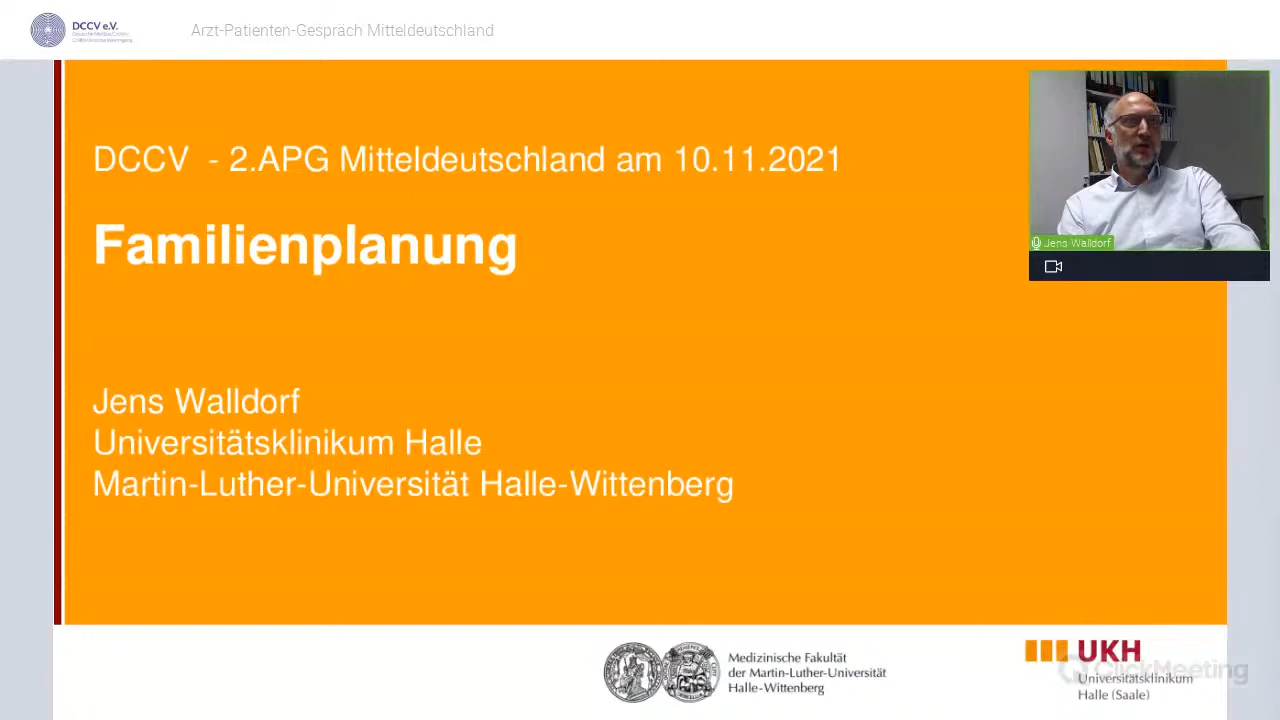 DCCV e.V.
Arzt-Patienten-Gespräch Mitteldeutschland
DCCV - 2.APG Mitteldeutschland am 10.11.2021
Familienplanung
Jens Walldorf
Jens Walldorf
Universitätsklinikum Halle
Martin-Luther-Universität Halle-Wittenberg
Medizinische Fakultät
der Martin-Luther-Universität
Halle-Wittenberg
UKH
ClickMeeting
Universitätsklinikum
Halle (Saale)